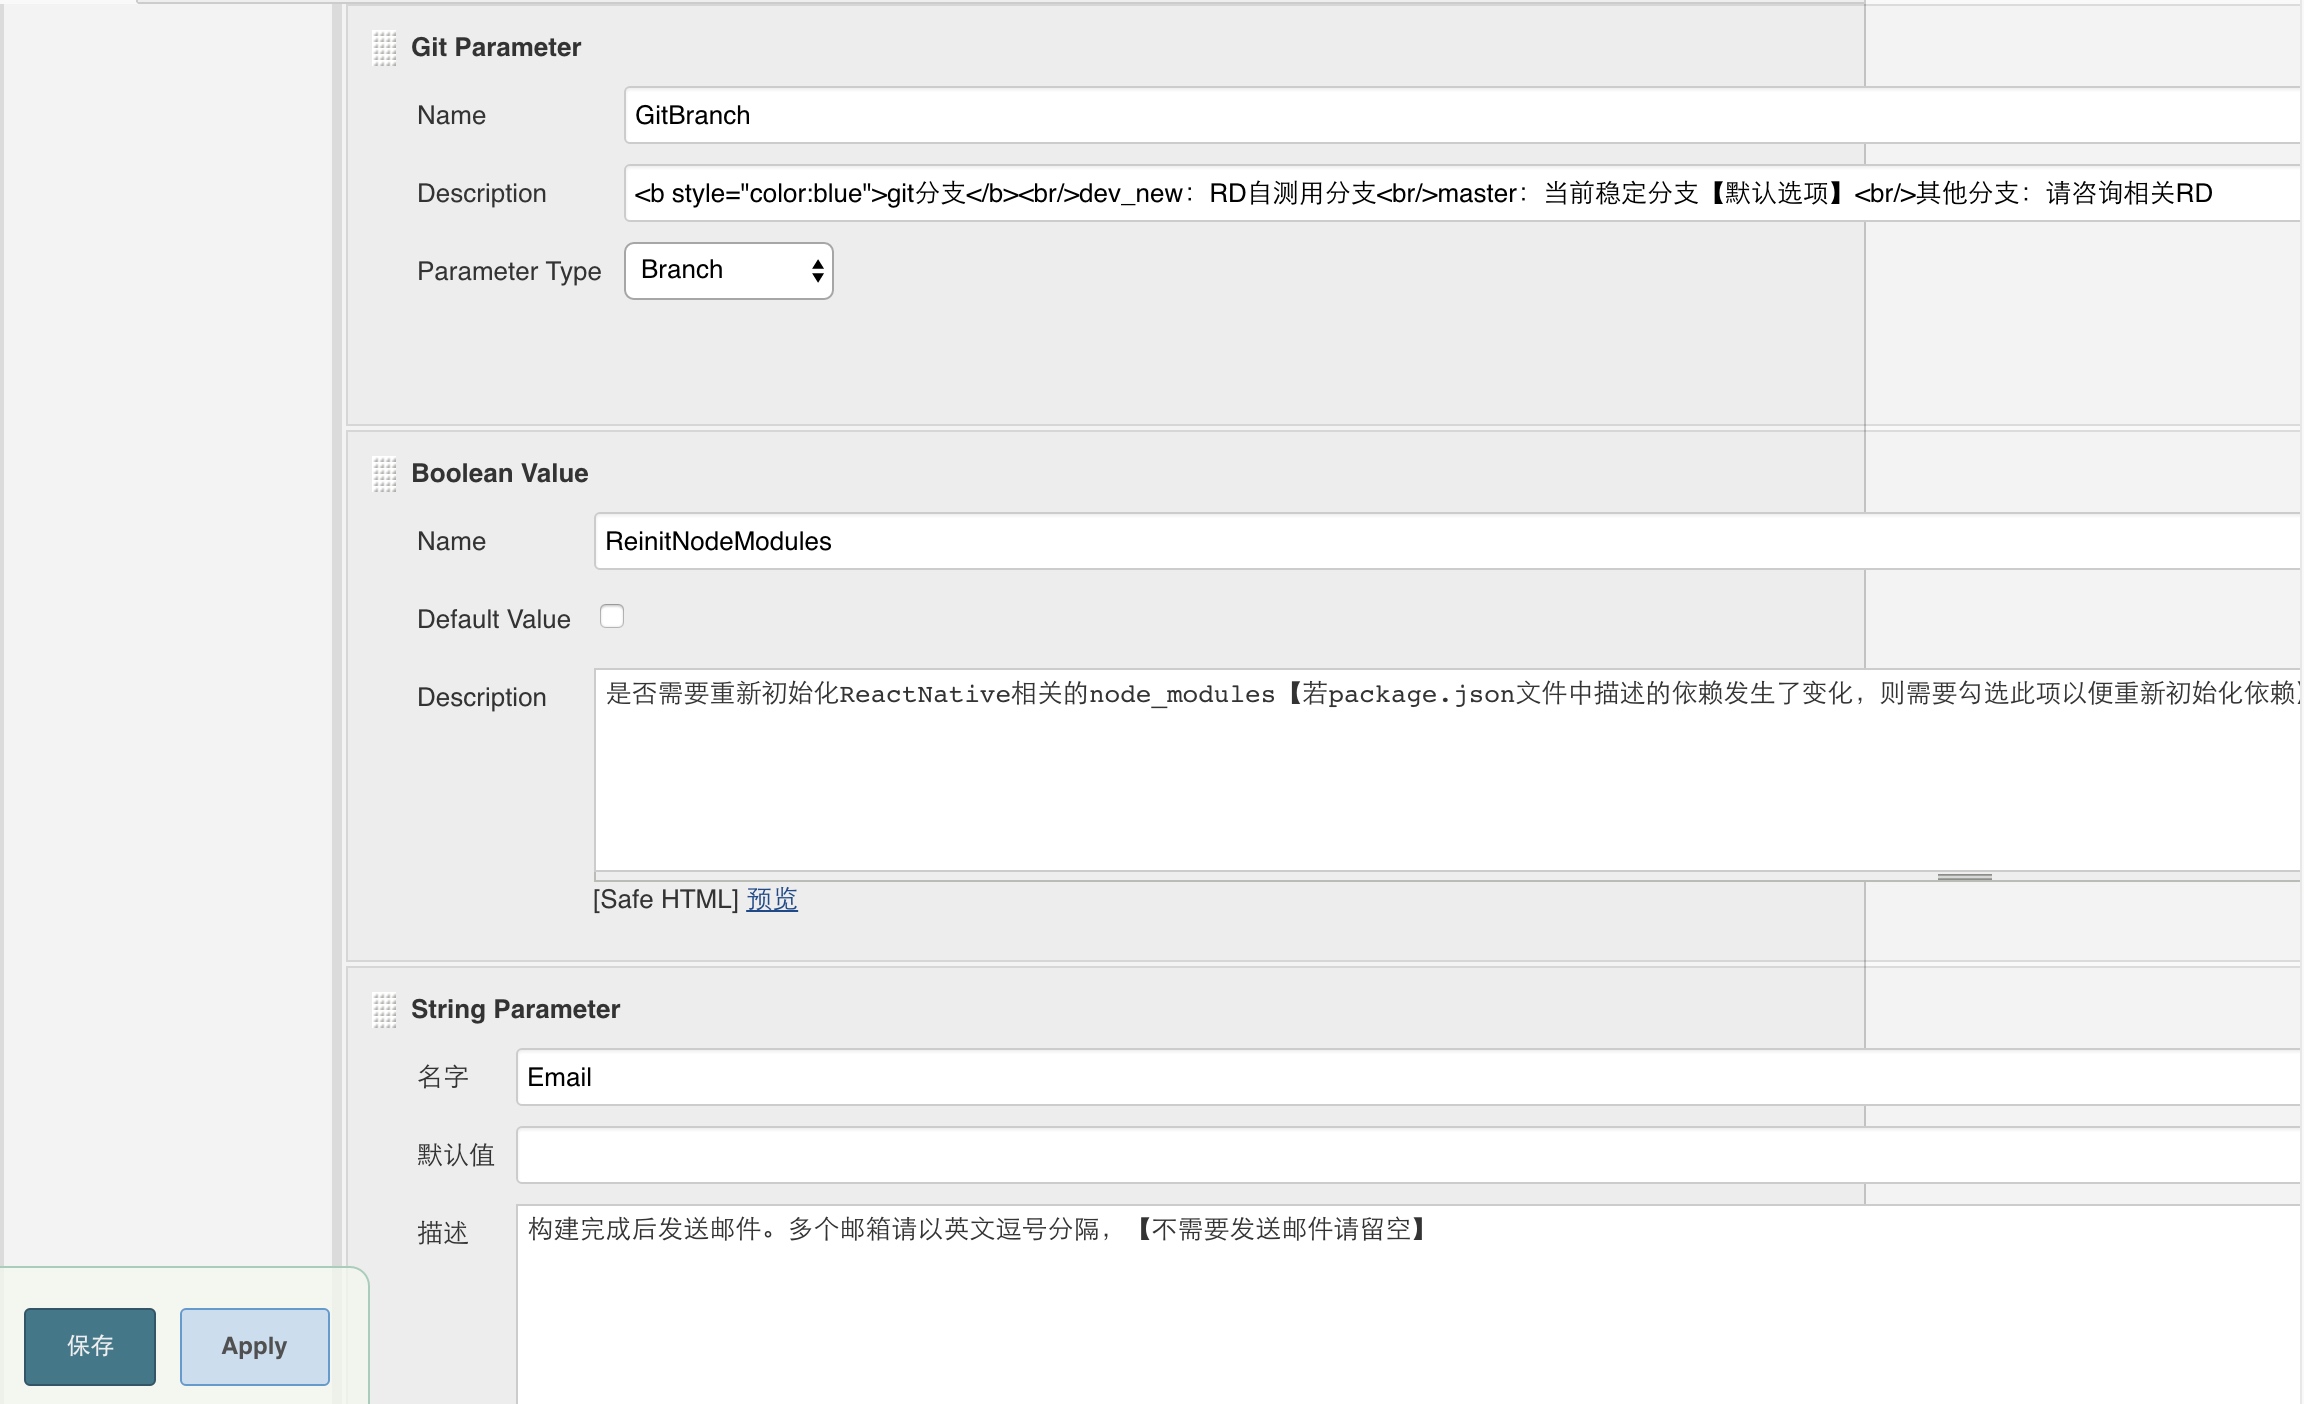 Git Parameter
Name
GitBranch
Description
<b style="color:blue">git分支</b><br/>dev_new：RD自测用分支<br/>master：当前稳定分支【默认选项】<br/>其他分支：请咨询相关RD
Parameter Type
Branch
Boolean Value
Name
ReinitNodeModules
Default Value
Description
是否需要重新初始化ReactNative相关的node_modules【若package.json文件中描述的依赖发生了变化，则需要勾选此项以便重新初始化依赖
[Safe HTML] 预览
String Parameter
名字
Email
默认值
描述
构建完成后发送邮件。多个邮箱请以英文逗号分隔，【不需要发送邮件请留空】
保存
Apply